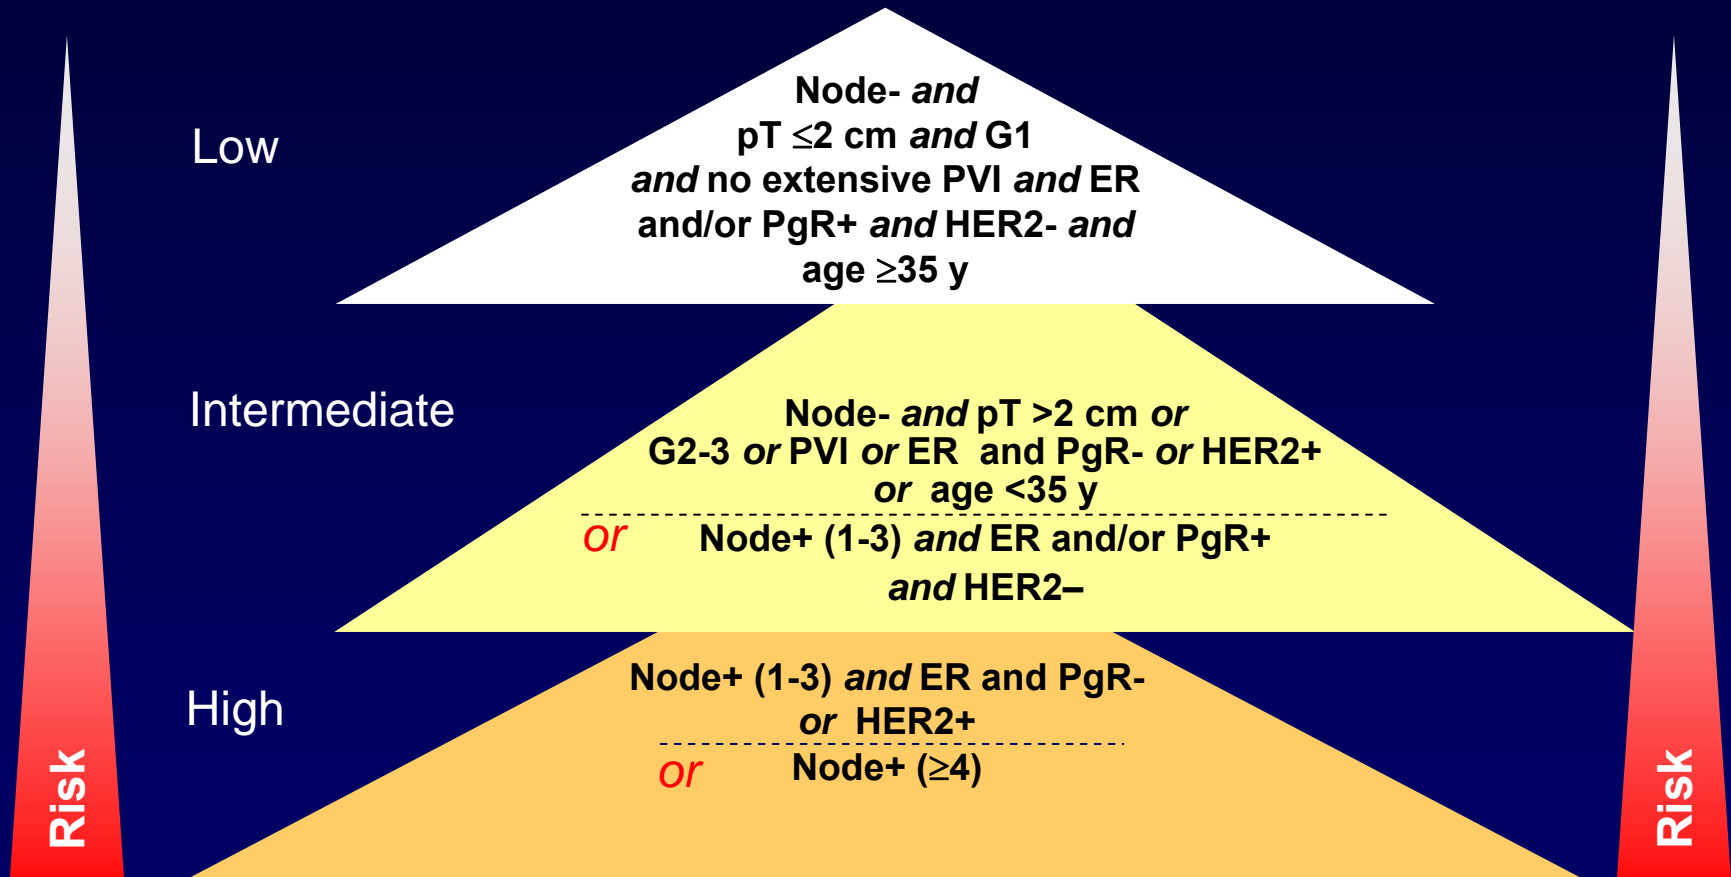 Low
Node- and
pT ≤2 cm and G1
and no extensive PVI and ER
and/or PgR+ and HER2- and
age ≥35 y
Intermediate
Node- and pT >2 cm or
G2-3 or PVI or ER and PgR- or HER2+
or age <35 y
or Node+ (1-3) and ER and/or PgR+
and HER2–
High
Node+ (1-3) and ER and PgR-
or HER2+
or Node+ (≥4)
Risk
Risk